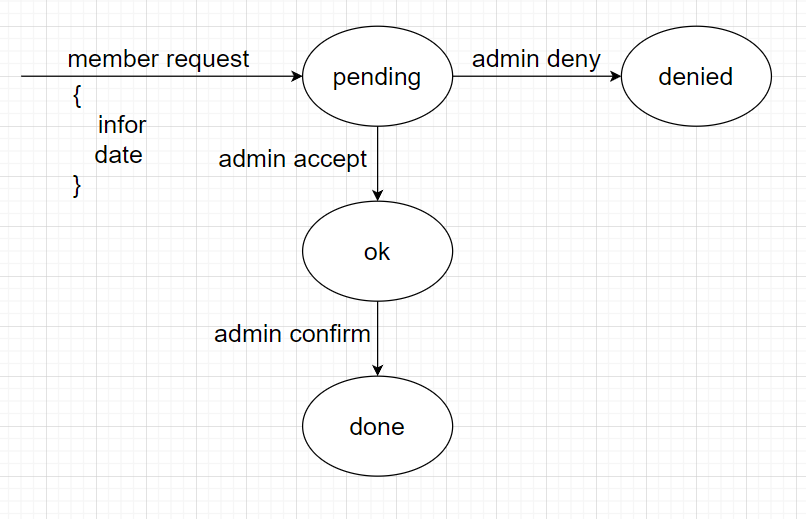 member request
pending
admin deny
denied
{
infor
date
}
admin accept
ok
admin confirm
done